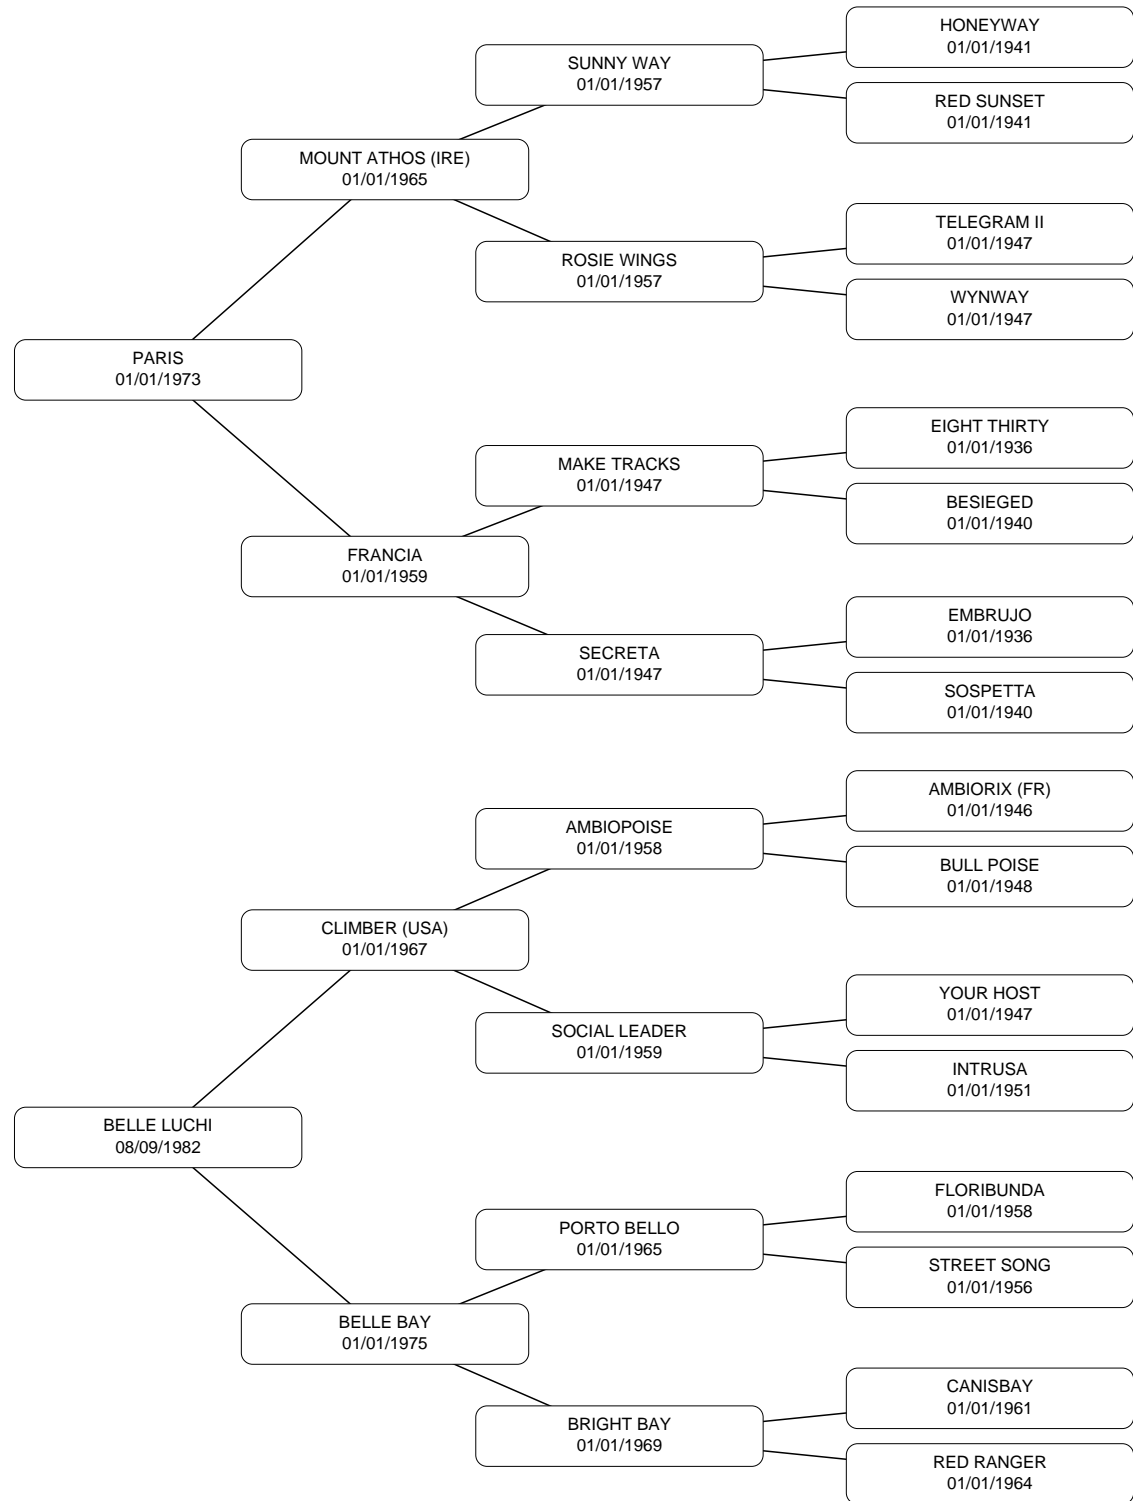 HONEYWAY
01/01/1941
SUNNY WAY
01/01/1957
RED SUNSET
01/01/1941
MOUNT ATHOS (IRE)
01/01/1965
TELEGRAM II
01/01/1947
ROSIE WINGS
01/01/1957
WYNWAY
01/01/1947
PARIS
01/01/1973
EIGHT THIRTY
01/01/1936
MAKE TRACKS
01/01/1947
BESIEGED
01/01/1940
FRANCIA
01/01/1959
EMBRUJO
01/01/1936
SECRETA
01/01/1947
SOSPETTA
01/01/1940
AMBIORIX (FR)
01/01/1946
AMBIOPOISE
01/01/1958
BULL POISE
01/01/1948
CLIMBER (USA)
01/01/1967
YOUR HOST
01/01/1947
SOCIAL LEADER
01/01/1959
INTRUSA
01/01/1951
BELLE LUCHI
08/09/1982
FLORIBUNDA
01/01/1958
PORTO BELLO
01/01/1965
STREET SONG
01/01/1956
BELLE BAY
01/01/1975
CANISBAY
01/01/1961
BRIGHT BAY
01/01/1969
RED RANGER
01/01/1964